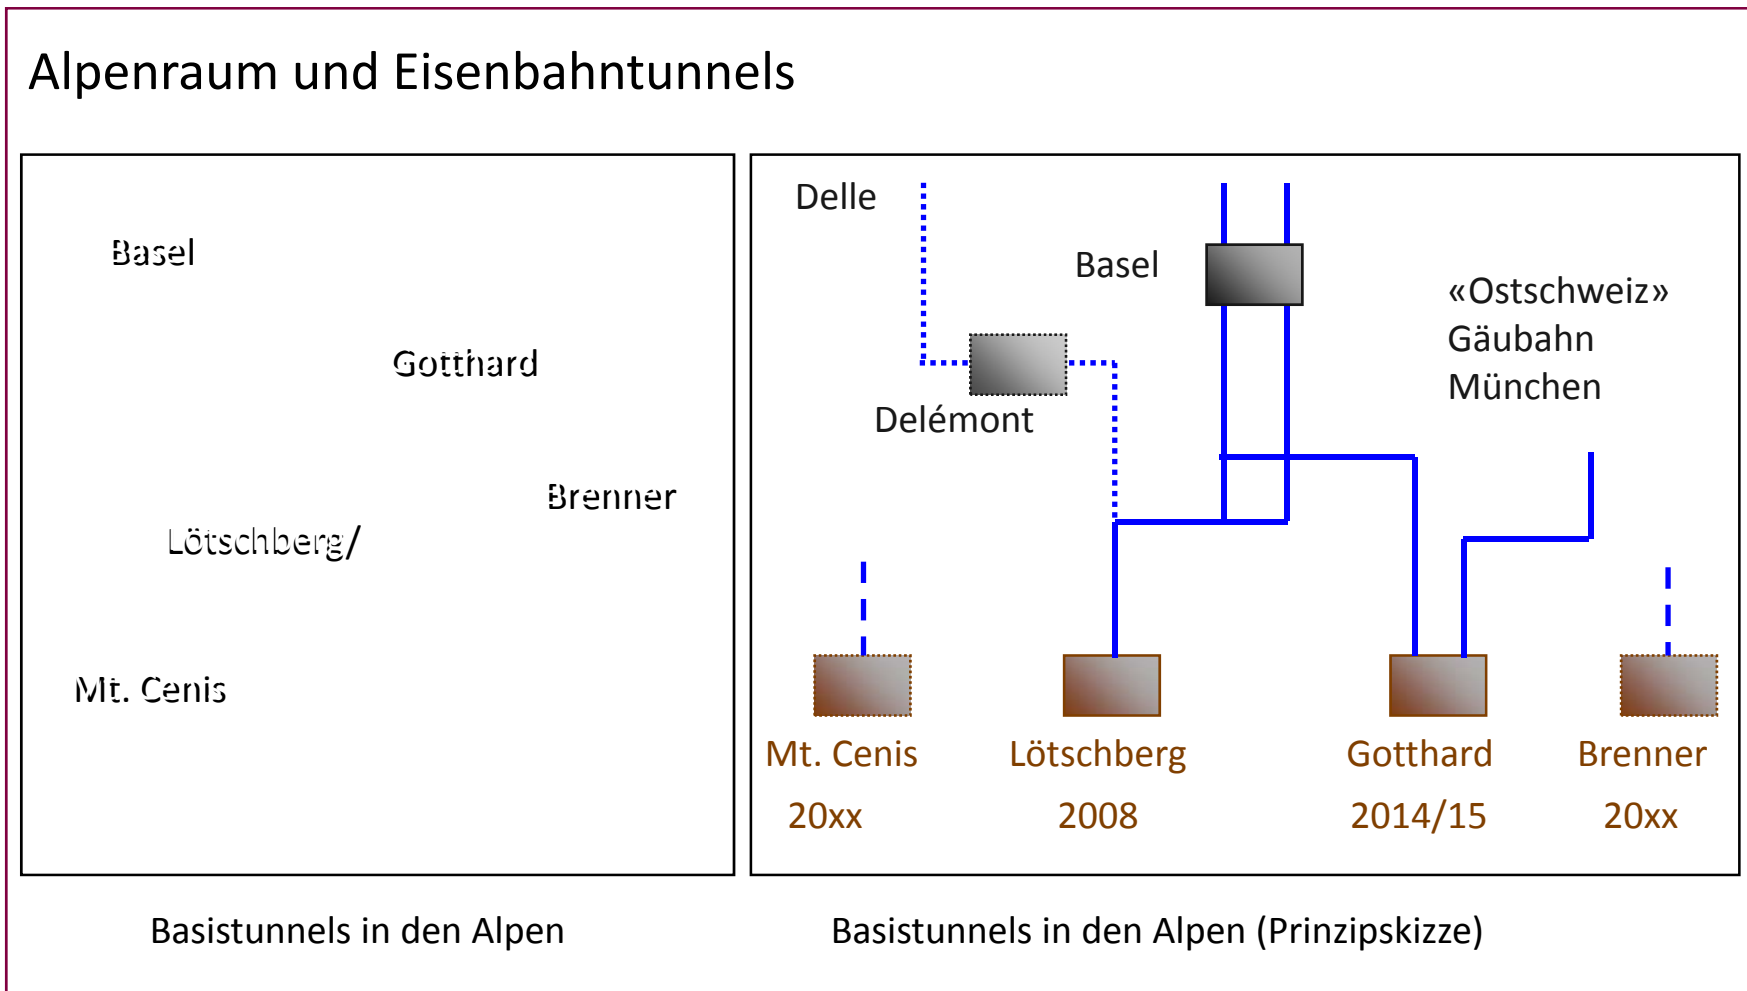 Alpenraum und Eisenbahntunnels
Basel
Gotthard
Brenner
Lötschberg/
Mt. Cenis
Delle
Basel
«Ostschweiz»
Gäubahn
München
Delémont
Mt. Cenis
Lötschberg
Gotthard
Brenner
20xx
2008
2014/15
20xx
Basistunnels in den Alpen
Basistunnels in den Alpen (Prinzipskizze)